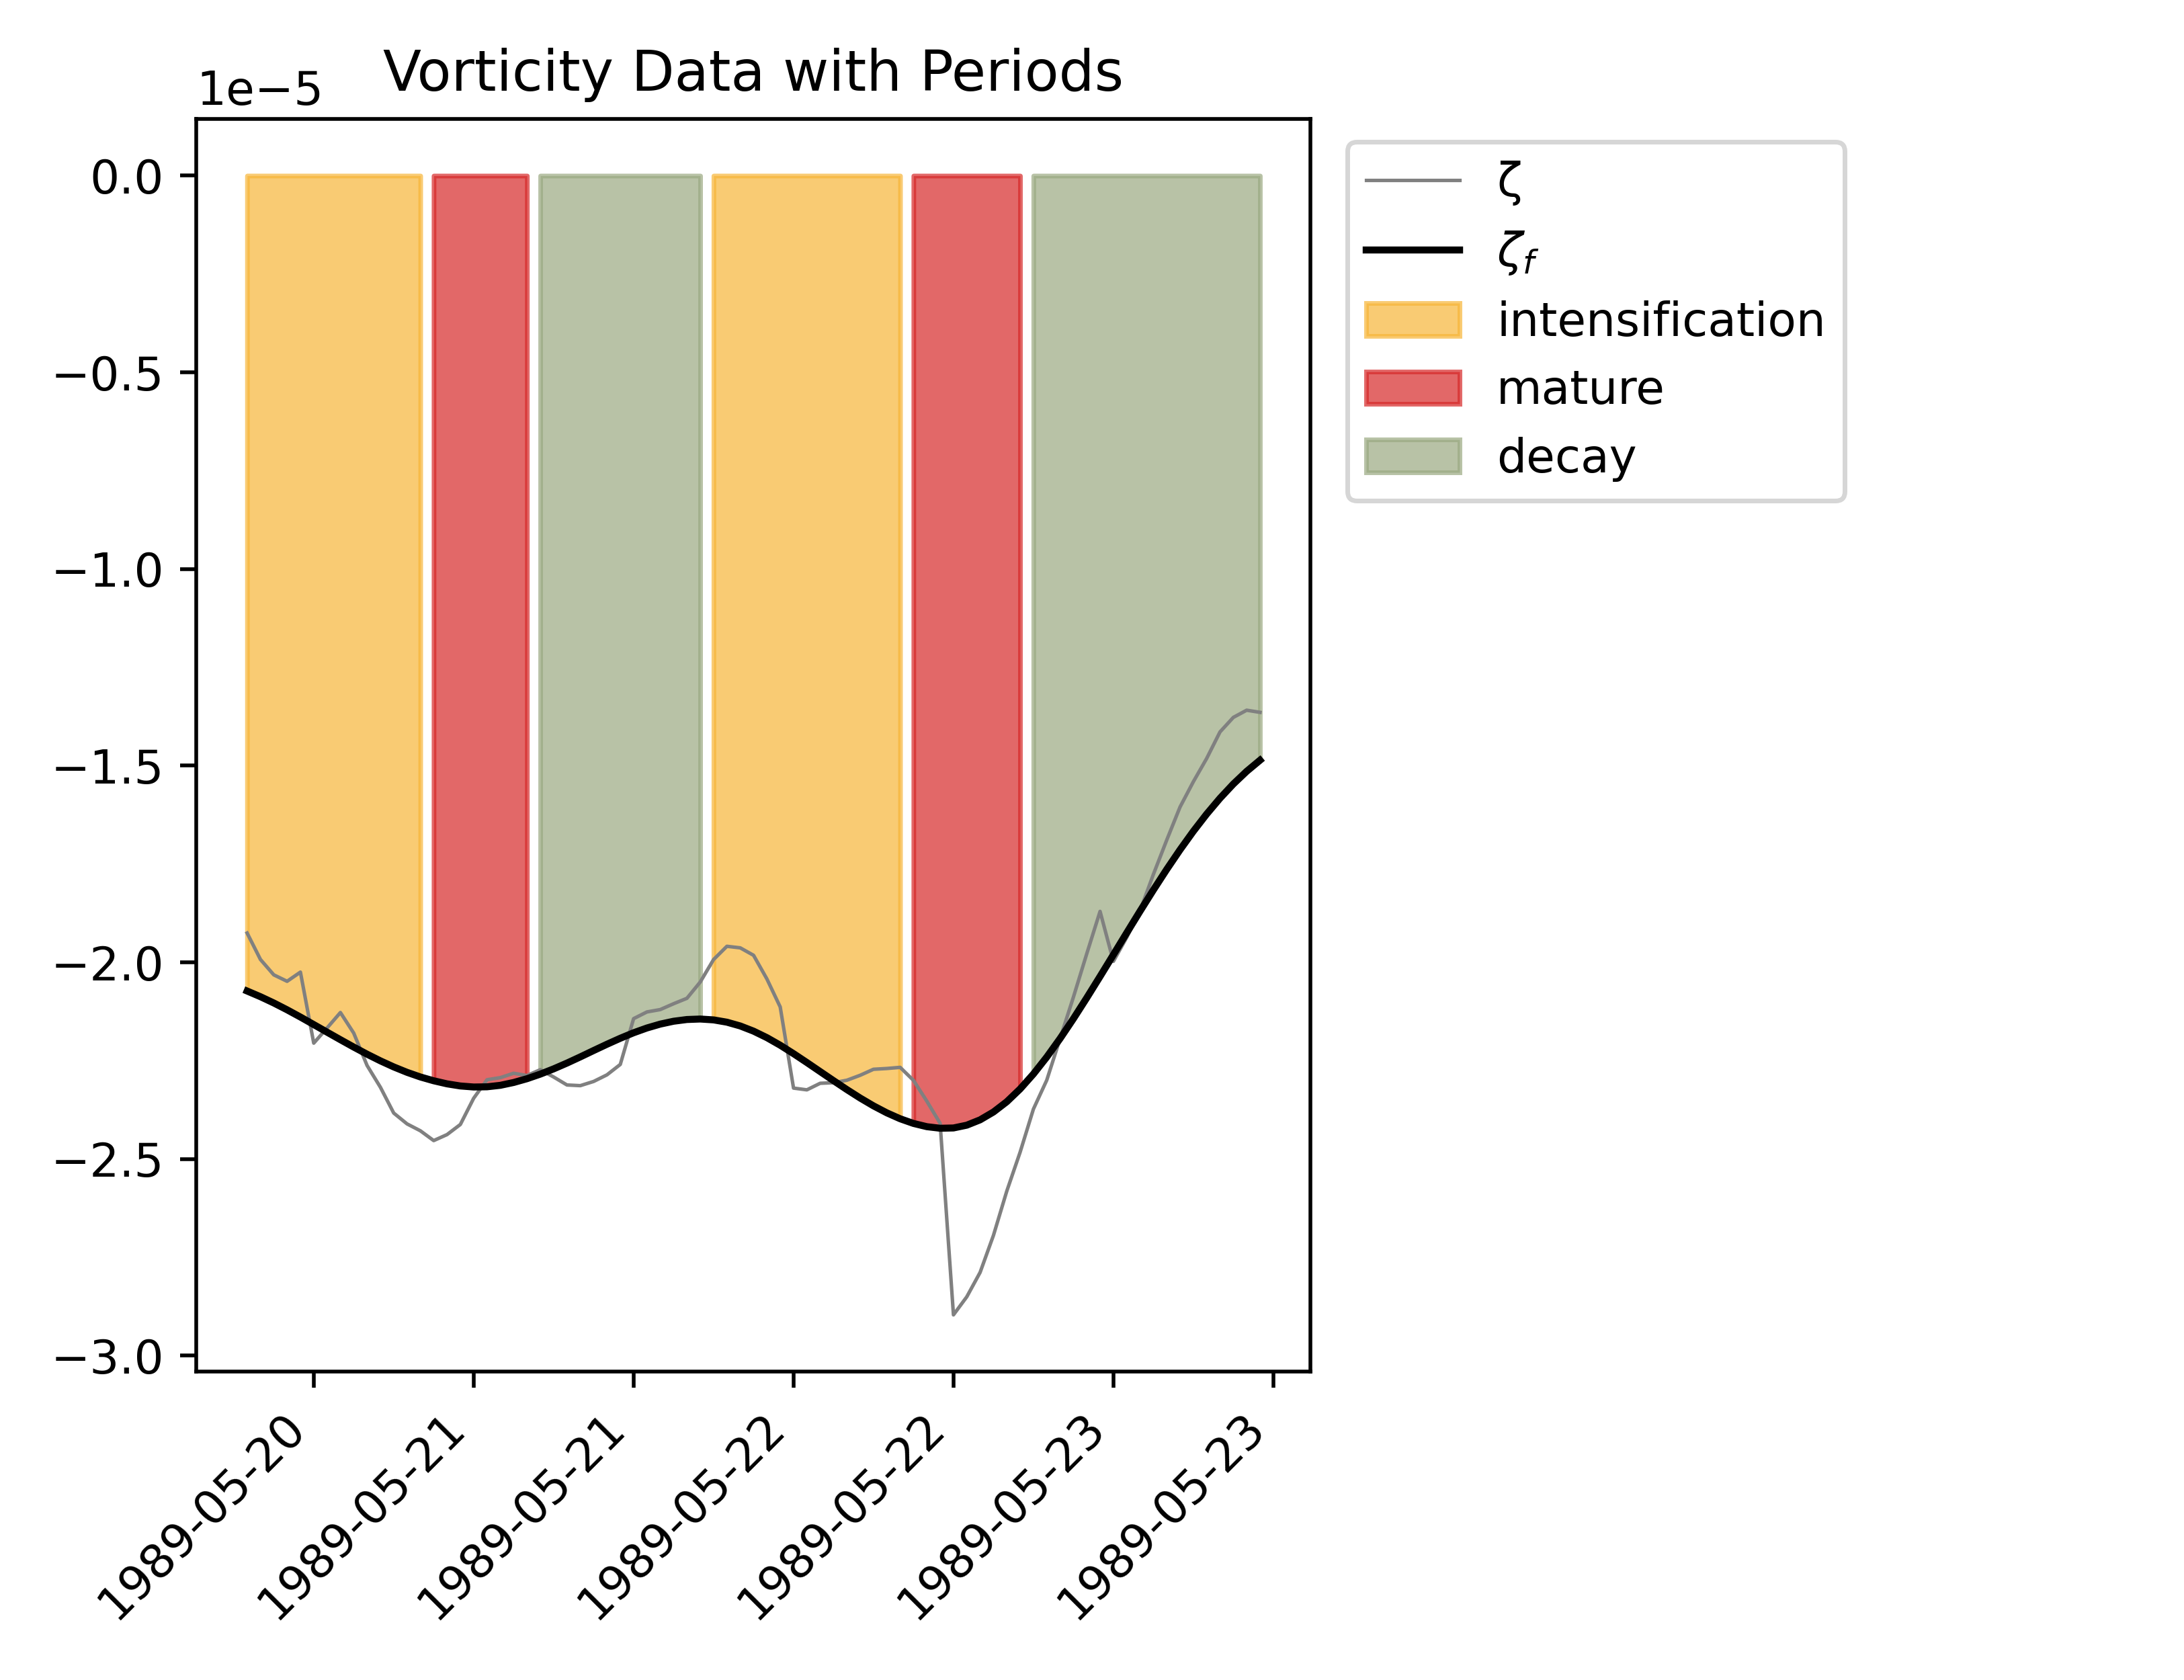 Vorticity Data with Periods
1e−5
0.0
−0.5
−1.0
−1.5
−2.0
−2.5
−3.0
1989-05-20
1989-05-21
1989-05-21
1989-05-22
1989-05-22
1989-05-23
1989-05-23
ζ
ζf
intensification
mature
decay